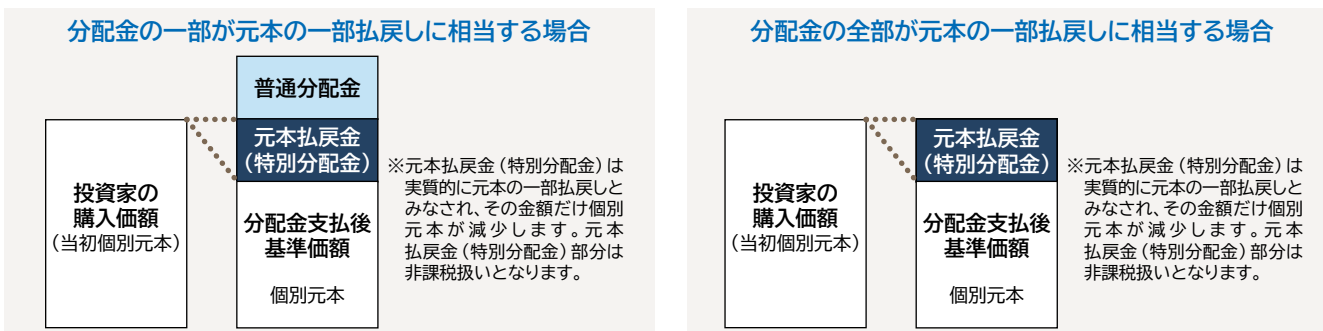 分配金の一部が元本の一部払戻しに相当する場合
普通分配金
元本払戻金
（特別分配金）
投資家の
購入価額
（当初個別元本）
分配金支払後
基準価額
個別元本
※元本払戻金（特別分配金）は
実質的に元本の一部払戻しと
みなされ、その金額だけ個別
元本が減少します。元本
払戻金（特別分配金）部分は
非課税扱いとなります。
分配金の全部が元本の一部払戻しに相当する場合
元本払戻金
（特別分配金）
投資家の
購入価額
（当初個別元本）
分配金支払後
基準価額
個別元本
※元本払戻金（特別分配金）は
実質的に元本の一部払戻しと
みなされ、その金額だけ個別
元本が減少します。元本
払戻金（特別分配金）部分は
非課税扱いとなります。